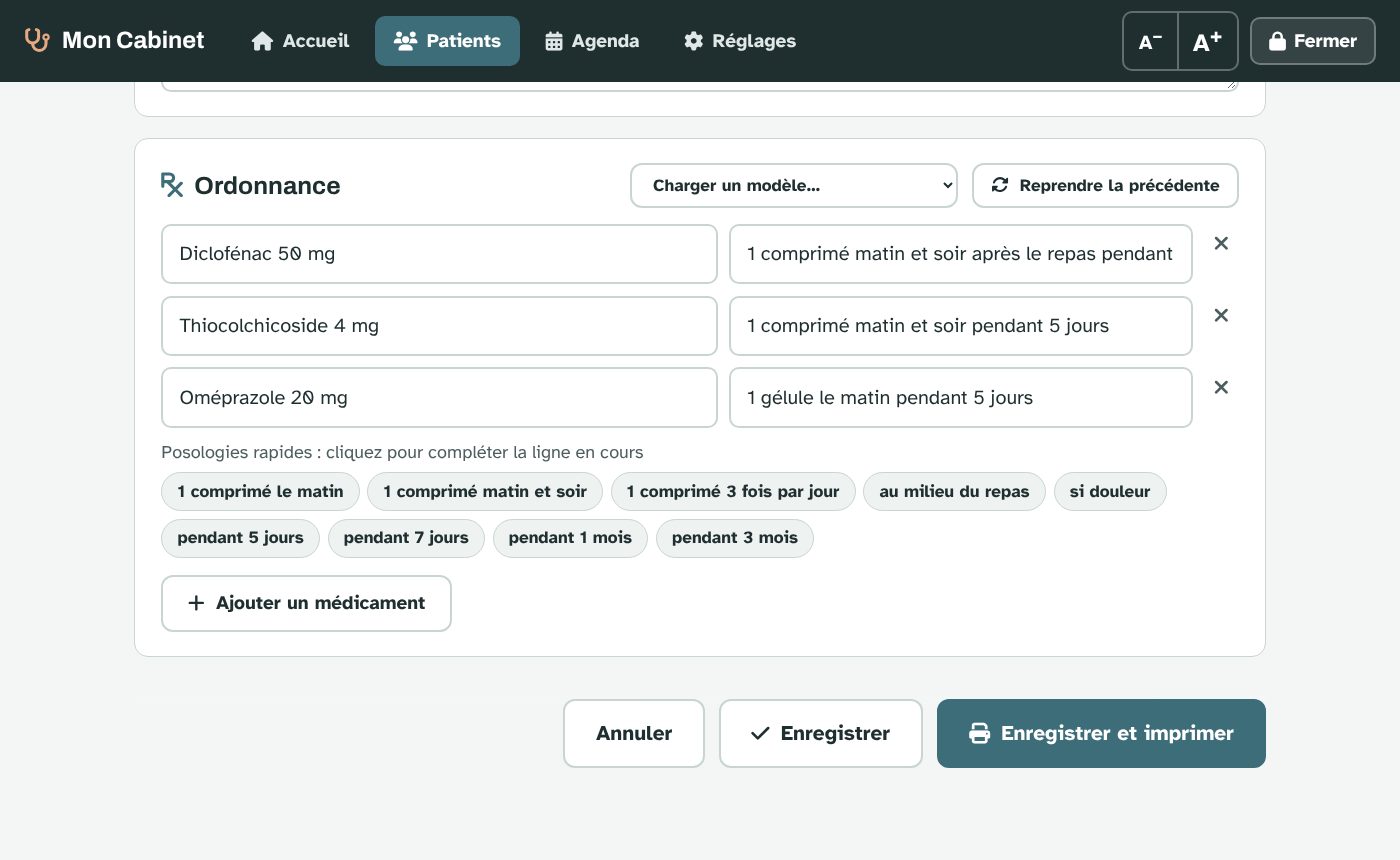 Mon Cabinet Accueil Patients Agenda Réglages A− A+ Fermer
Ordonnance Charger un modèle... Reprendre la précédente
Diclofénac 50 mg 1 comprimé matin et soir après le repas pendant
Thiocolchicoside 4 mg 1 comprimé matin et soir pendant 5 jours
Oméprazole 20 mg 1 gélule le matin pendant 5 jours
Posologies rapides : cliquez pour compléter la ligne en cours
1 comprimé le matin 1 comprimé matin et soir 1 comprimé 3 fois par jour au milieu du repas si douleur
pendant 5 jours pendant 7 jours pendant 1 mois pendant 3 mois
Ajouter un médicament
Annuler Enregistrer Enregistrer et imprimer